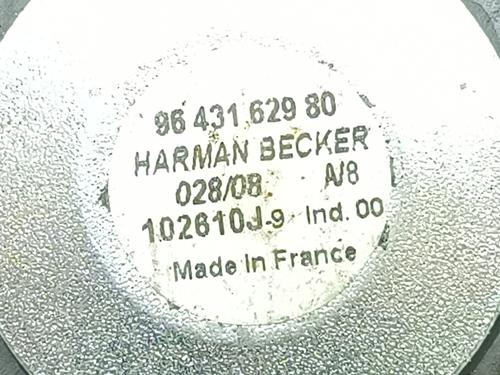 96 431 629 80
HARMAN BECKER
028/08 A/8
102610J-9 Ind. 00
Made In France